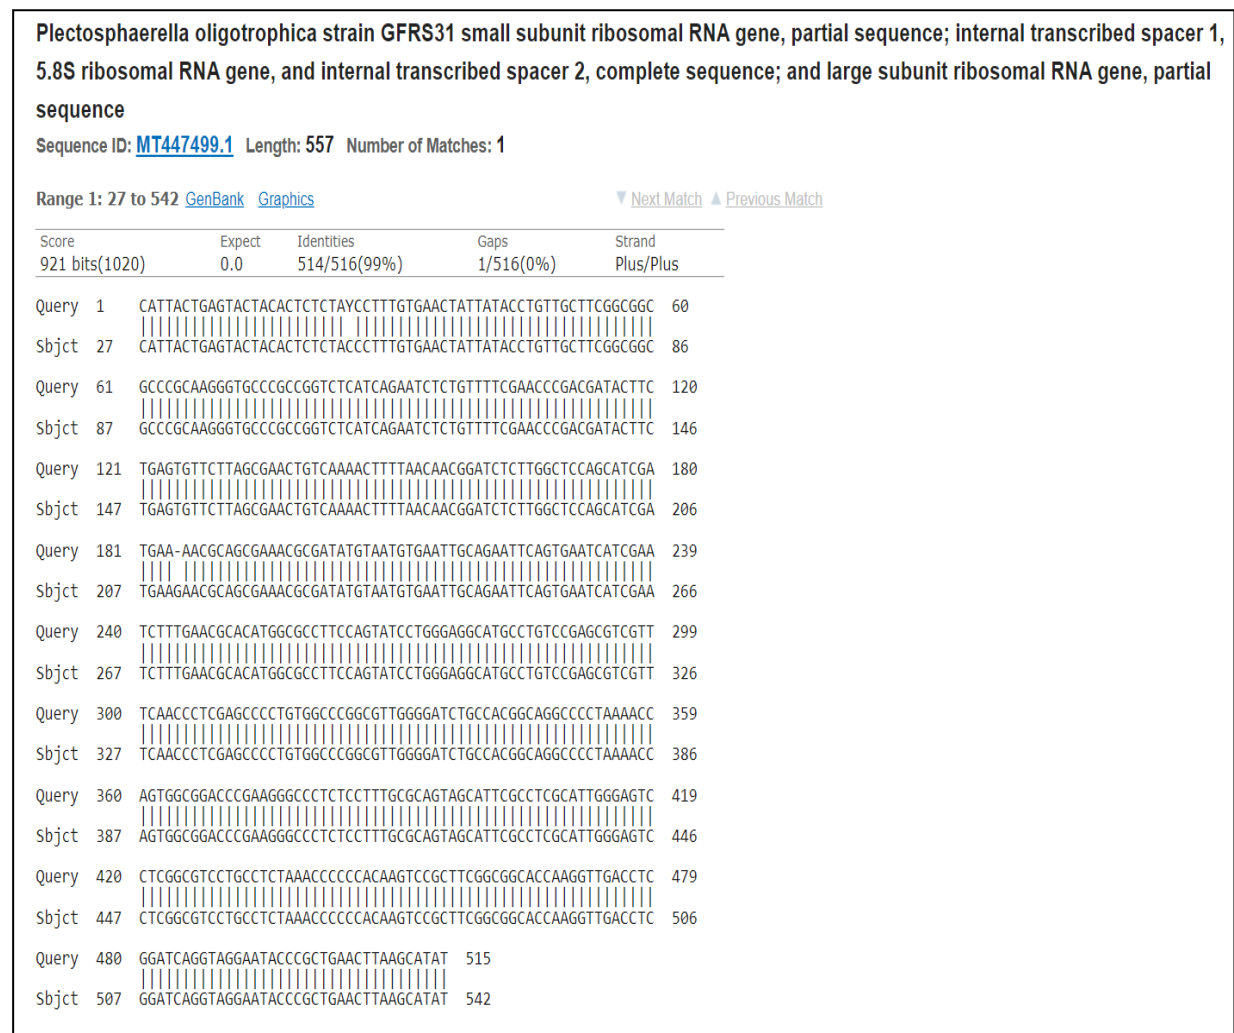 Plectosphaerella oligotrophica strain GFRS31 small subunit ribosomal RNA gene, partial sequence; internal transcribed spacer 1,
5.8S ribosomal RNA gene, and internal transcribed spacer 2, complete sequence; and large subunit ribosomal RNA gene, partial
sequence
Sequence ID: MT447499.1 Length: 557 Number of Matches: 1
Range 1: 27 to 542 GenBank Graphics ▼ Next Match ▲ Previous Match
Score Expect Identities Gaps Strand
921 bits(1020) 0.0 514/516(99%) 1/516(0%) Plus/Plus
Query 1 CATTACTGAGTACTACACTCTCTAYCCTTTGTGAACTATTATACCTGTTGCTTCGGCGGC 60
Sbjct 27 CATTACTGAGTACTACACTCTCTACCCTTTGTGAACTATTATACCTGTTGCTTCGGCGGC 86
Query 61 GCCCGCAAGGGTGCCCGCCGGTCTCATCAGAATCTCTGTTTTCGAACCCGACGATACTTC 120
Sbjct 87 GCCCGCAAGGGTGCCCGCCGGTCTCATCAGAATCTCTGTTTTCGAACCCGACGATACTTC 146
Query 121 TGAGTGTTCTTAGCGAACTGTCAAAACTTTTAACAACGGATCTCTTGGCTCCAGCATCGA 180
Sbjct 147 TGAGTGTTCTTAGCGAACTGTCAAAACTTTTAACAACGGATCTCTTGGCTCCAGCATCGA 206
Query 181 TGAA-AACGCAGCGAAACGCGATATGTAATGTGAATTGCAGAATTCAGTGAATCATCGAA 239
Sbjct 207 TGAAGAACGCAGCGAAACGCGATATGTAATGTGAATTGCAGAATTCAGTGAATCATCGAA 266
Query 240 TCTTTGAACGCACATGGCGCCTTCCAGTATCCTGGGAGGCATGCCTGTCCGAGCGTCGTT 299
Sbjct 267 TCTTTGAACGCACATGGCGCCTTCCAGTATCCTGGGAGGCATGCCTGTCCGAGCGTCGTT 326
Query 300 TCAACCCTCGAGCCCCTGTGGCCCGGCGTTGGGGATCTGCCACGGCAGGCCCCTAAAACC 359
Sbjct 327 TCAACCCTCGAGCCCCTGTGGCCCGGCGTTGGGGATCTGCCACGGCAGGCCCCTAAAACC 386
Query 360 AGTGGCGGACCCGAAGGGCCCTCTCCTTTGCGCAGTAGCATTCGCCTCGCATTGGGAGTC 419
Sbjct 387 AGTGGCGGACCCGAAGGGCCCTCTCCTTTGCGCAGTAGCATTCGCCTCGCATTGGGAGTC 446
Query 420 CTCGGCGTCCTGCCTCTAAACCCCCCACAAGTCCGCTTCGGCGGCACCAAGGTTGACCTC 479
Sbjct 447 CTCGGCGTCCTGCCTCTAAACCCCCCACAAGTCCGCTTCGGCGGCACCAAGGTTGACCTC 506
Query 480 GGATCAGGTAGGAATACCCGCTGAACTTAAGCATAT 515
Sbjct 507 GGATCAGGTAGGAATACCCGCTGAACTTAAGCATAT 542